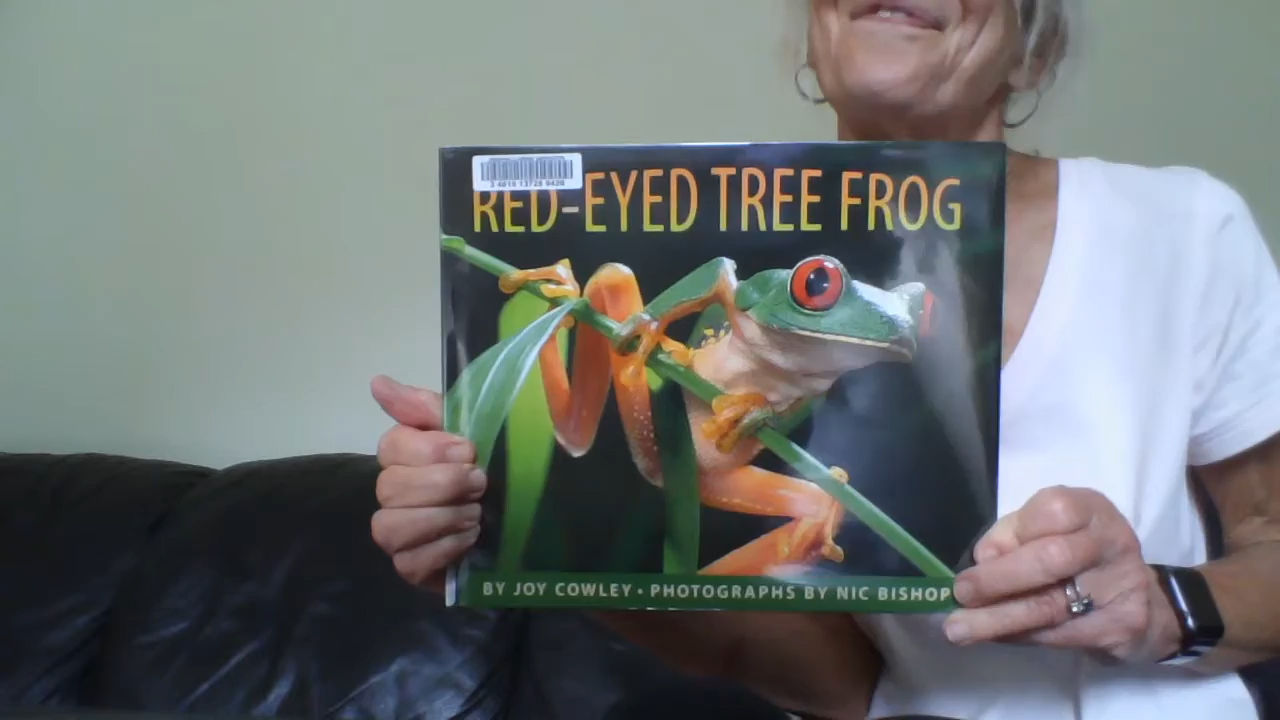 RED-EYED TREE FROG
BY JOY COWLEY • PHOTOGRAPHS BY NIC BISHOP